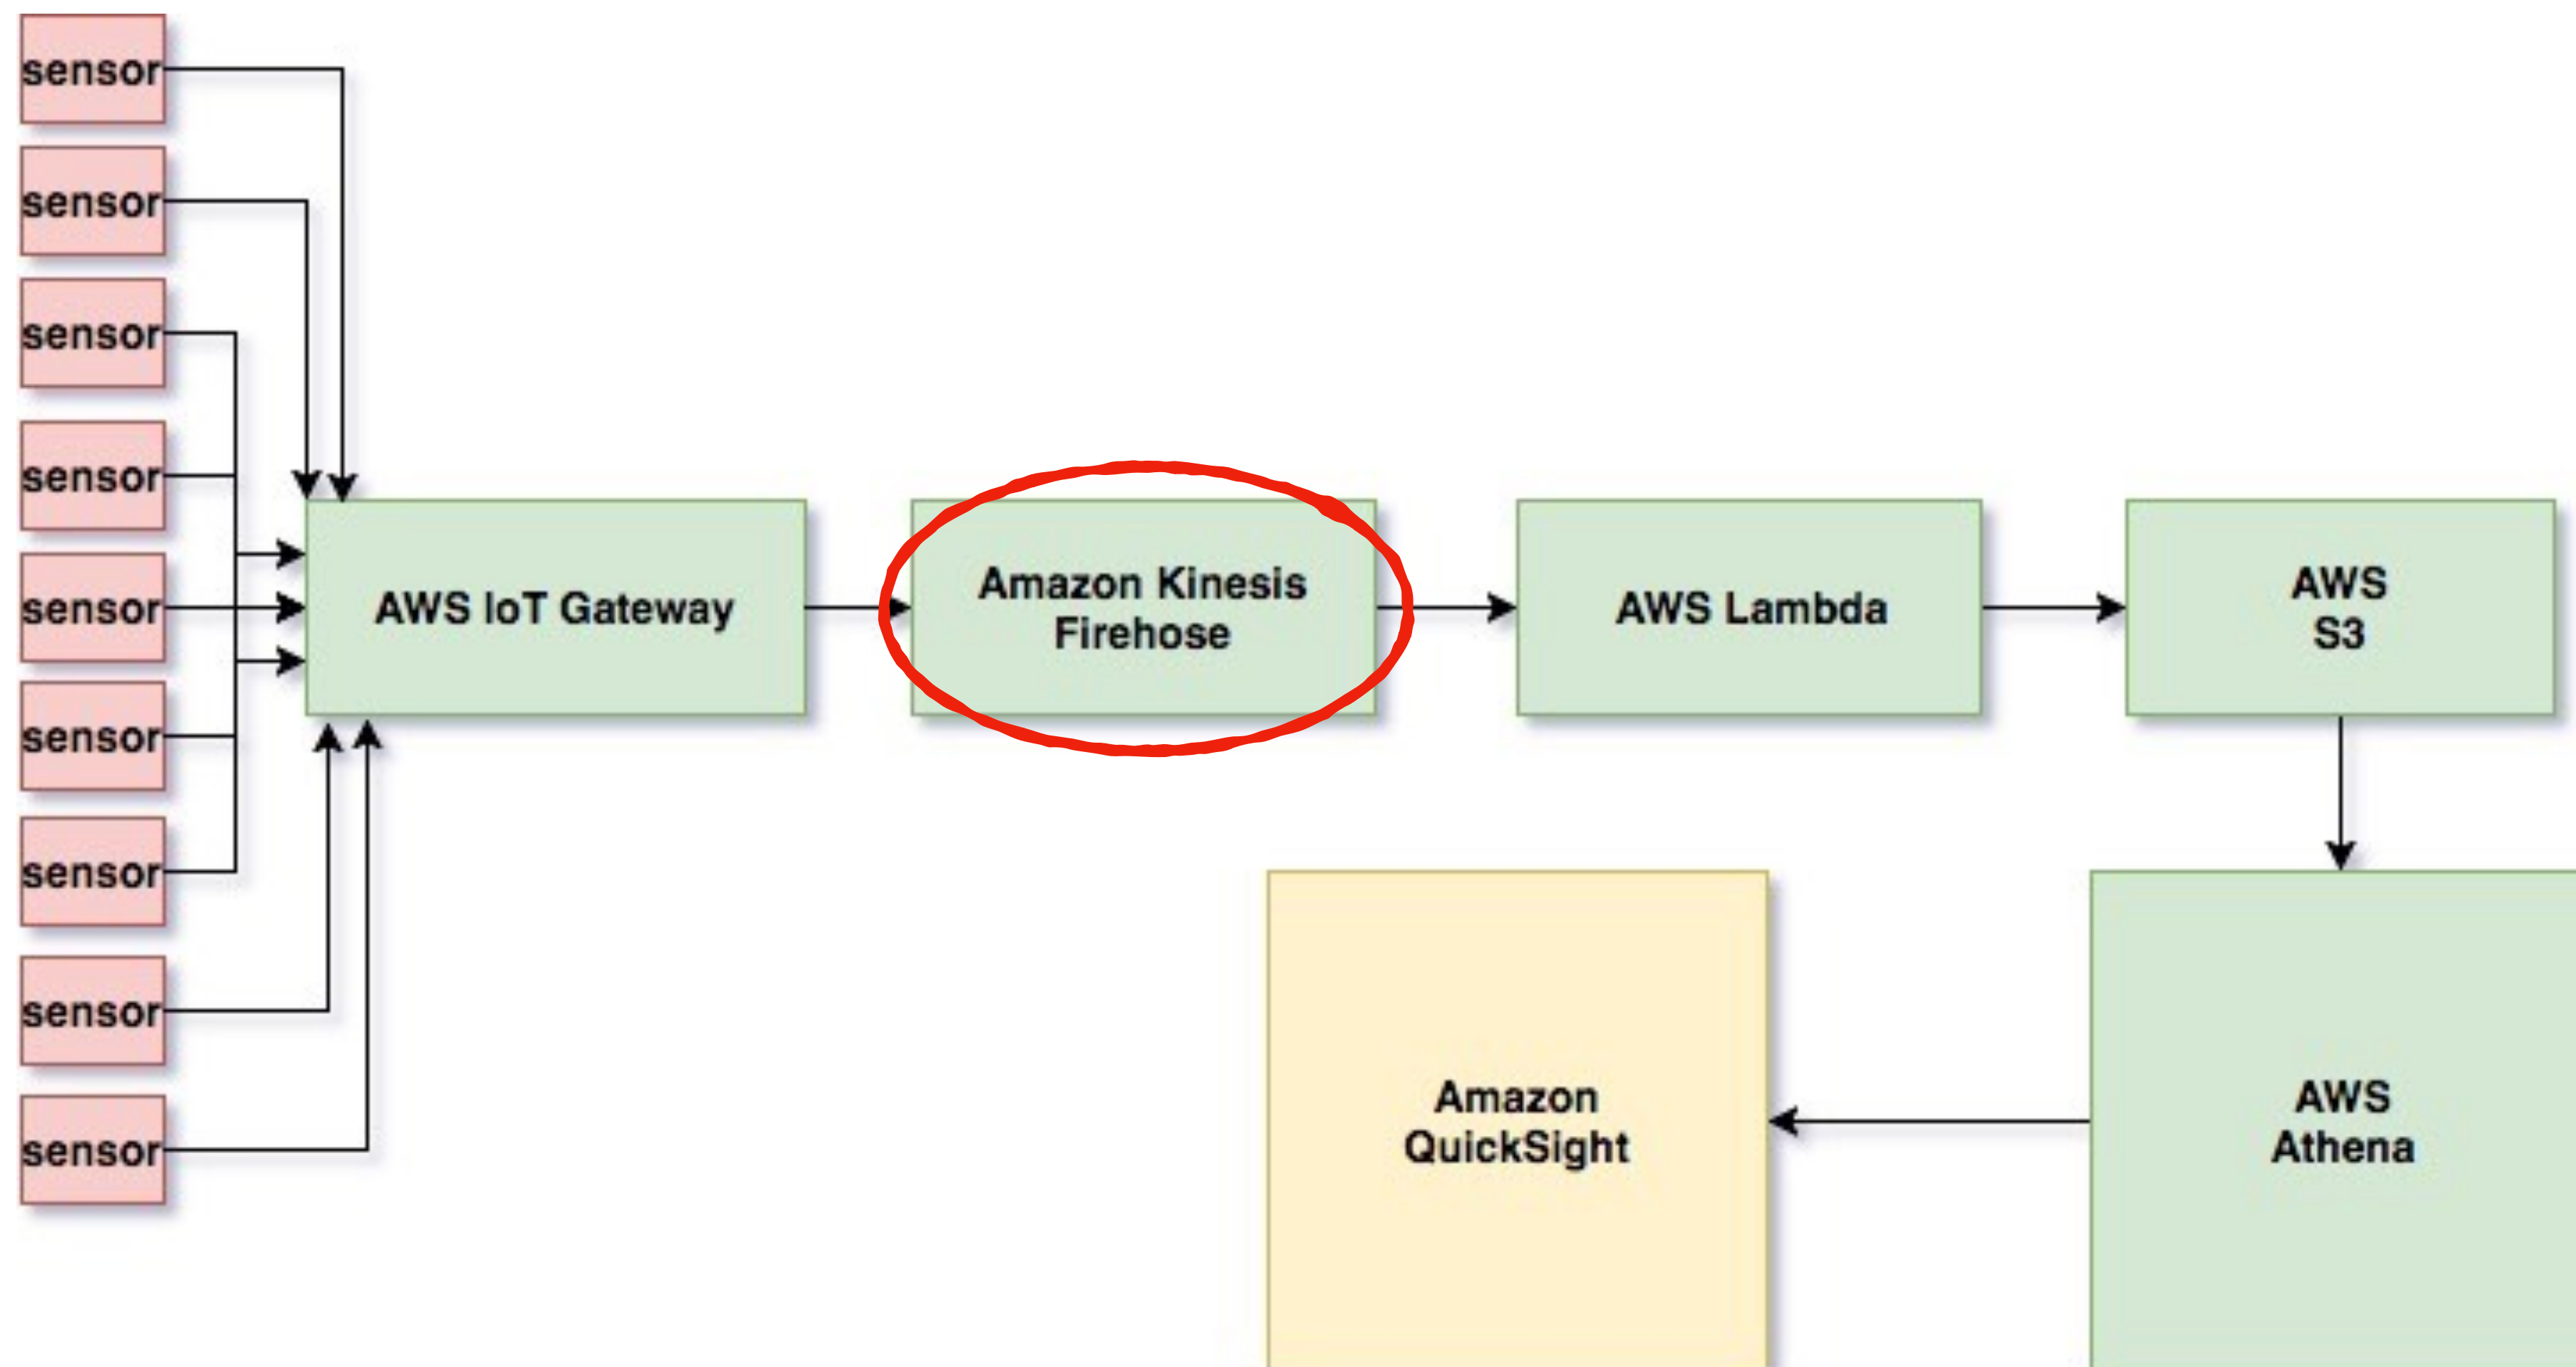 sensor
sensor
sensor
sensor
sensor
sensor
sensor
sensor
sensor
AWS IoT Gateway
Amazon Kinesis
Firehose
AWS Lambda
AWS
S3
Amazon
QuickSight
AWS
Athena